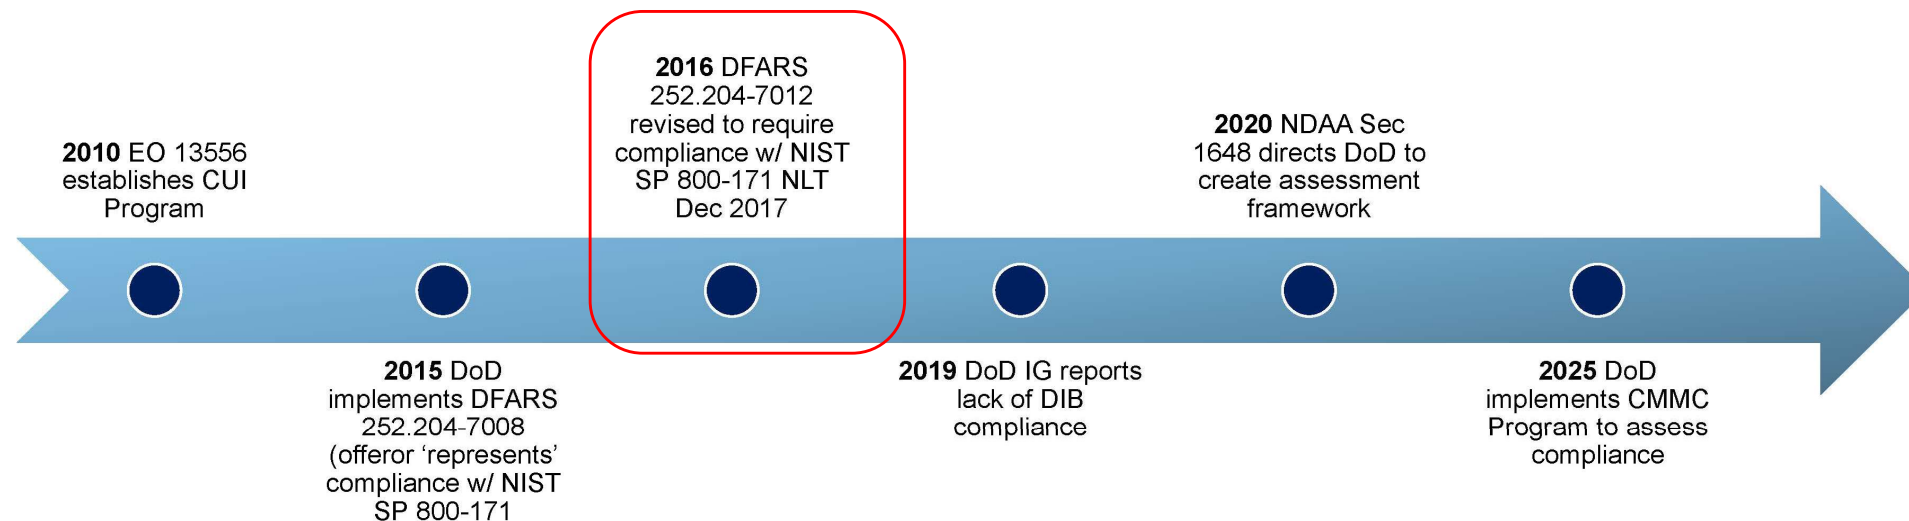 2010 EO 13556
establishes CUI
Program
2015 DoD
implements DFARS
252.204-7008
(offeror ‘represents’
compliance w/ NIST
SP 800-171
2016 DFARS
252.204-7012
revised to require
compliance w/ NIST
SP 800-171 NLT
Dec 2017
2019 DoD IG reports
lack of DIB
compliance
2020 NDAA Sec
1648 directs DoD to
create assessment
framework
2025 DoD
implements CMMC
Program to assess
compliance